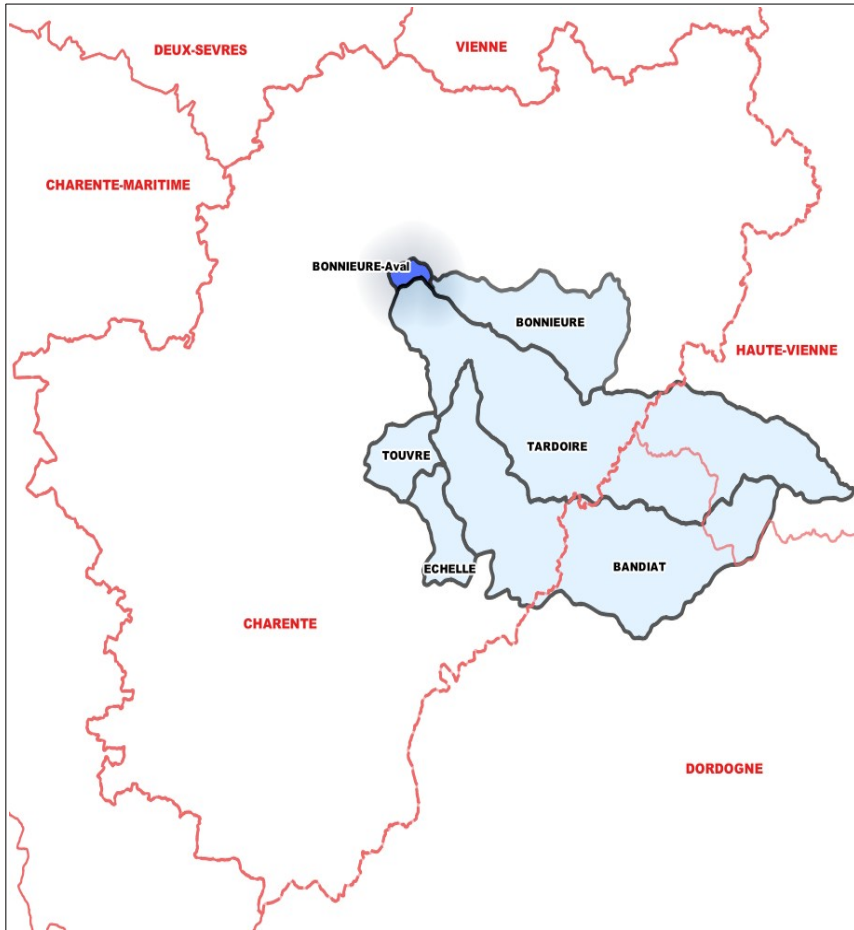 DEUX-SEVRES
VIENNE
CHARENTE-MARITIME
BONNIEURE-Aval
BONNIEURE
HAUTE-VIENNE
TOUVRE
TARDOIRE
ECHELLE
BANDIAT
CHARENTE
DORDOGNE